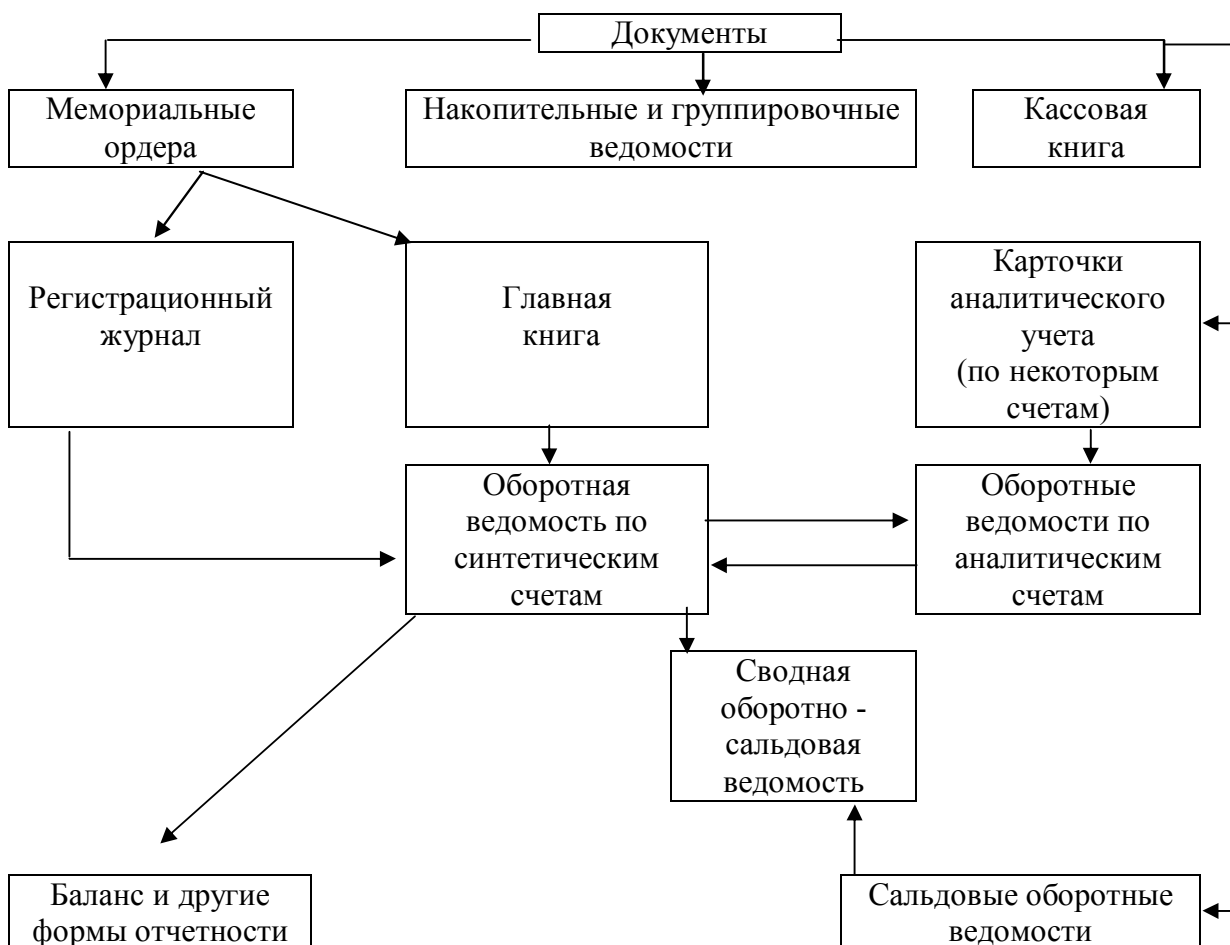 Документы
Мемориальные
ордера
Накопительные и группировочные
ведомости
Кассовая
книга
Регистрационный
журнал
Главная
книга
Карточки
аналитического
учета
(по некоторым
счетам)
Оборотная
ведомость по
синтетическим
счетам
Оборотные
ведомости по
аналитическим
счетам
Сводная
оборотно -
сальдовая
ведомость
Баланс и другие
формы отчетности
Сальдовые оборотные
ведомости